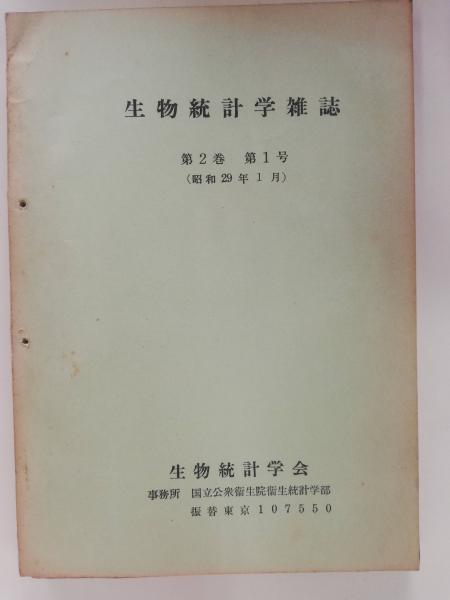 生物統計学雑誌
第2巻 第1号
(昭和29年1月)
生物統計学会
事務所 国立公衆衛生院衛生統計学部
振替東京107550